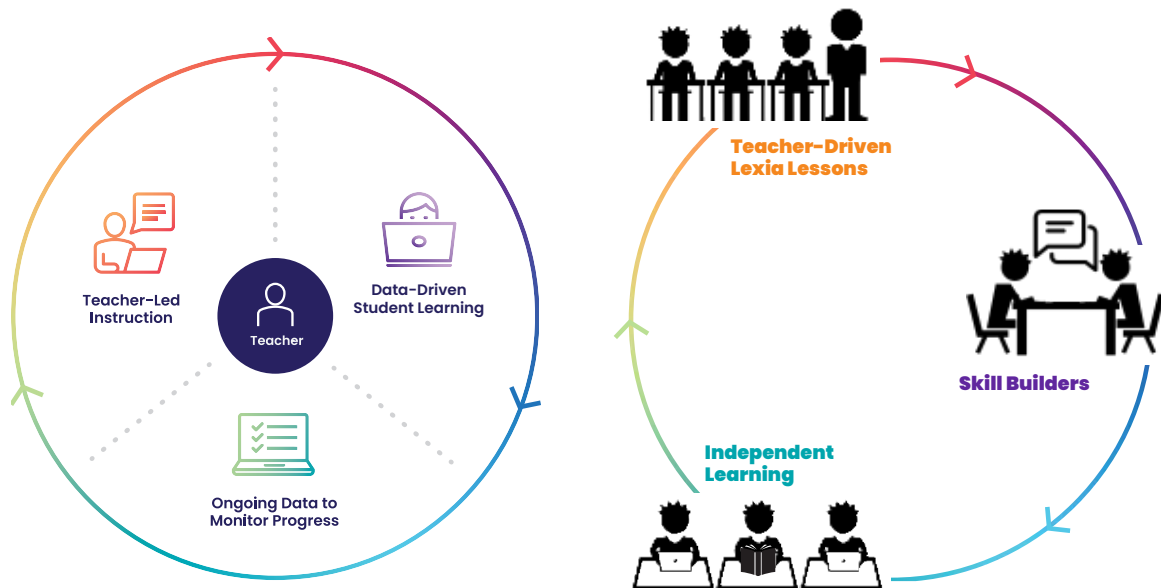 Teacher-Led
Instruction
Data-Driven
Student Learning
Teacher
Ongoing Data to
Monitor Progress
Teacher-Driven
Lexia Lessons
Skill Builders
Independent
Learning